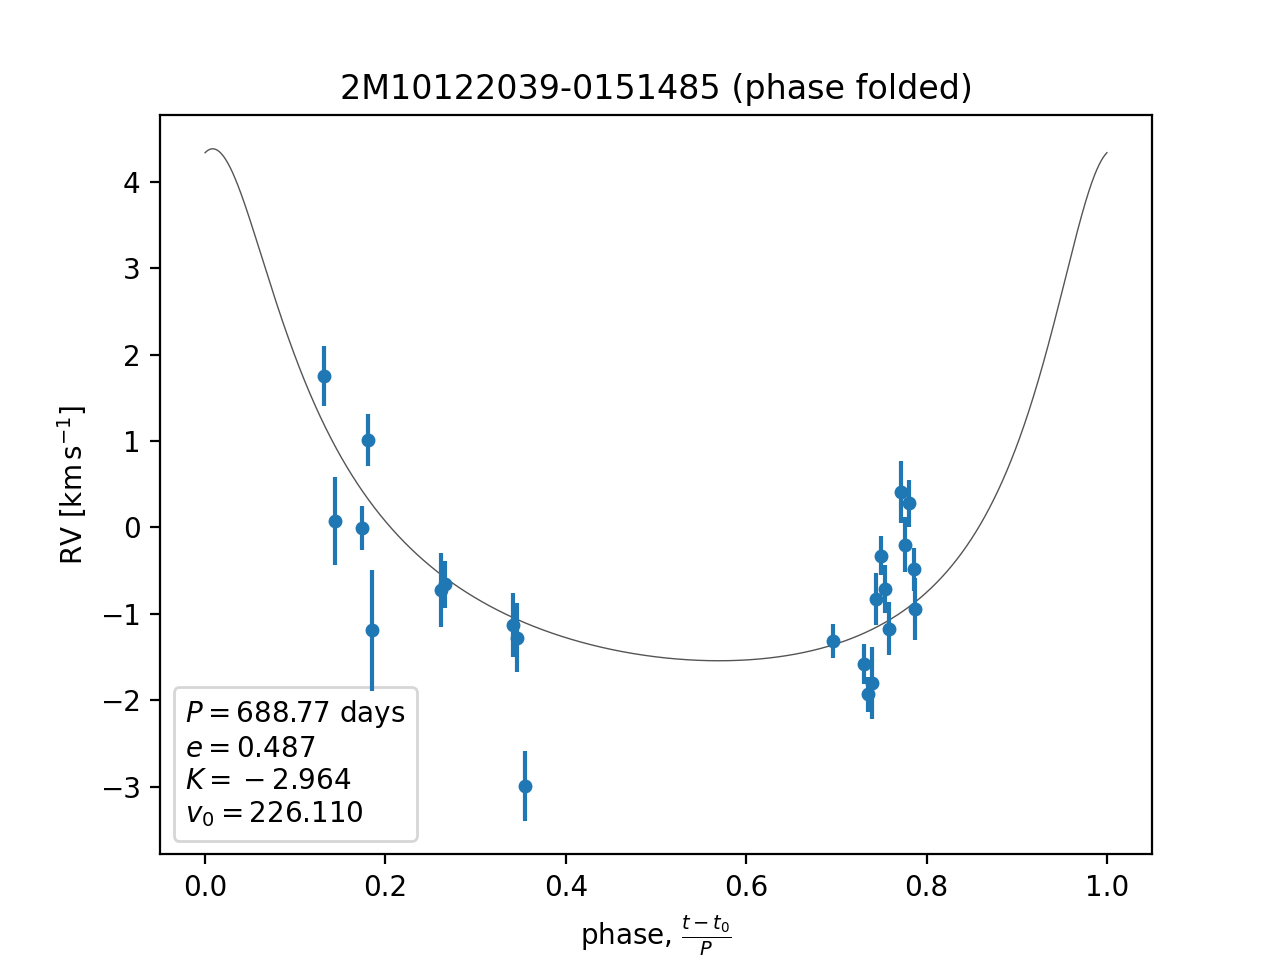 2M10122039-0151485 (phase folded)
RV [km s⁻¹]
4
3
2
1
0
−1
−2
−3
P = 688.77 days
e = 0.487
K = −2.964
v₀ = 226.110
0.0 0.2 0.4 0.6 0.8 1.0
phase, (t − t₀)/P